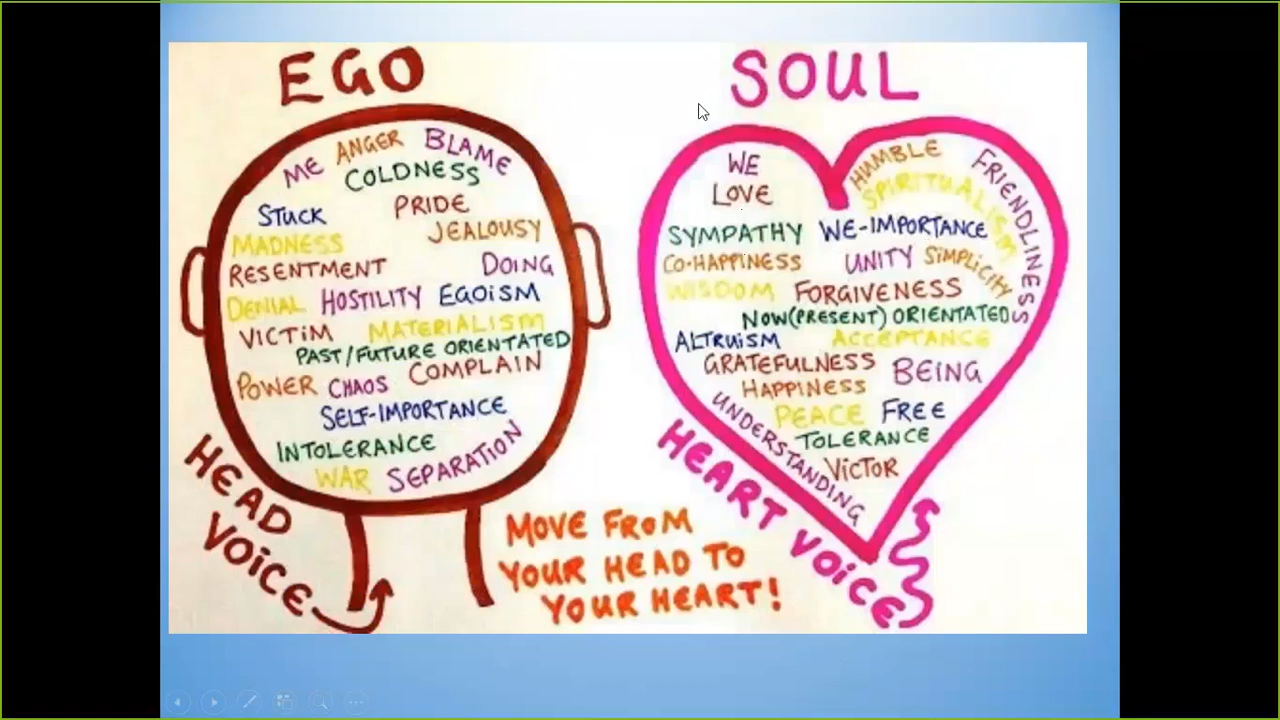 EGO
ME ANGER BLAME
COLDNESS
STUCK PRIDE
MADNESS JEALOUSY
RESENTMENT DOING
DENIAL HOSTILITY EGOISM
VICTIM MATERIALISM
PAST/FUTURE ORIENTATED
POWER CHAOS COMPLAIN
SELF-IMPORTANCE
INTOLERANCE
WAR SEPARATION
HEAD
VOICE
MOVE FROM
YOUR HEAD TO
YOUR HEART!
SOUL
WE HUMBLE FRIENDLINESS
LOVE SPIRITUALISM
SYMPATHY WE-IMPORTANCE
CO-HAPPINESS UNITY SIMPLICITY
WISDOM FORGIVENESS
NOW(PRESENT) ORIENTATED
ALTRUISM ACCEPTANCE
GRATEFULNESS BEING
HAPPINESS
PEACE FREE
UNDERSTANDING TOLERANCE
VICTOR
HEART VOICE